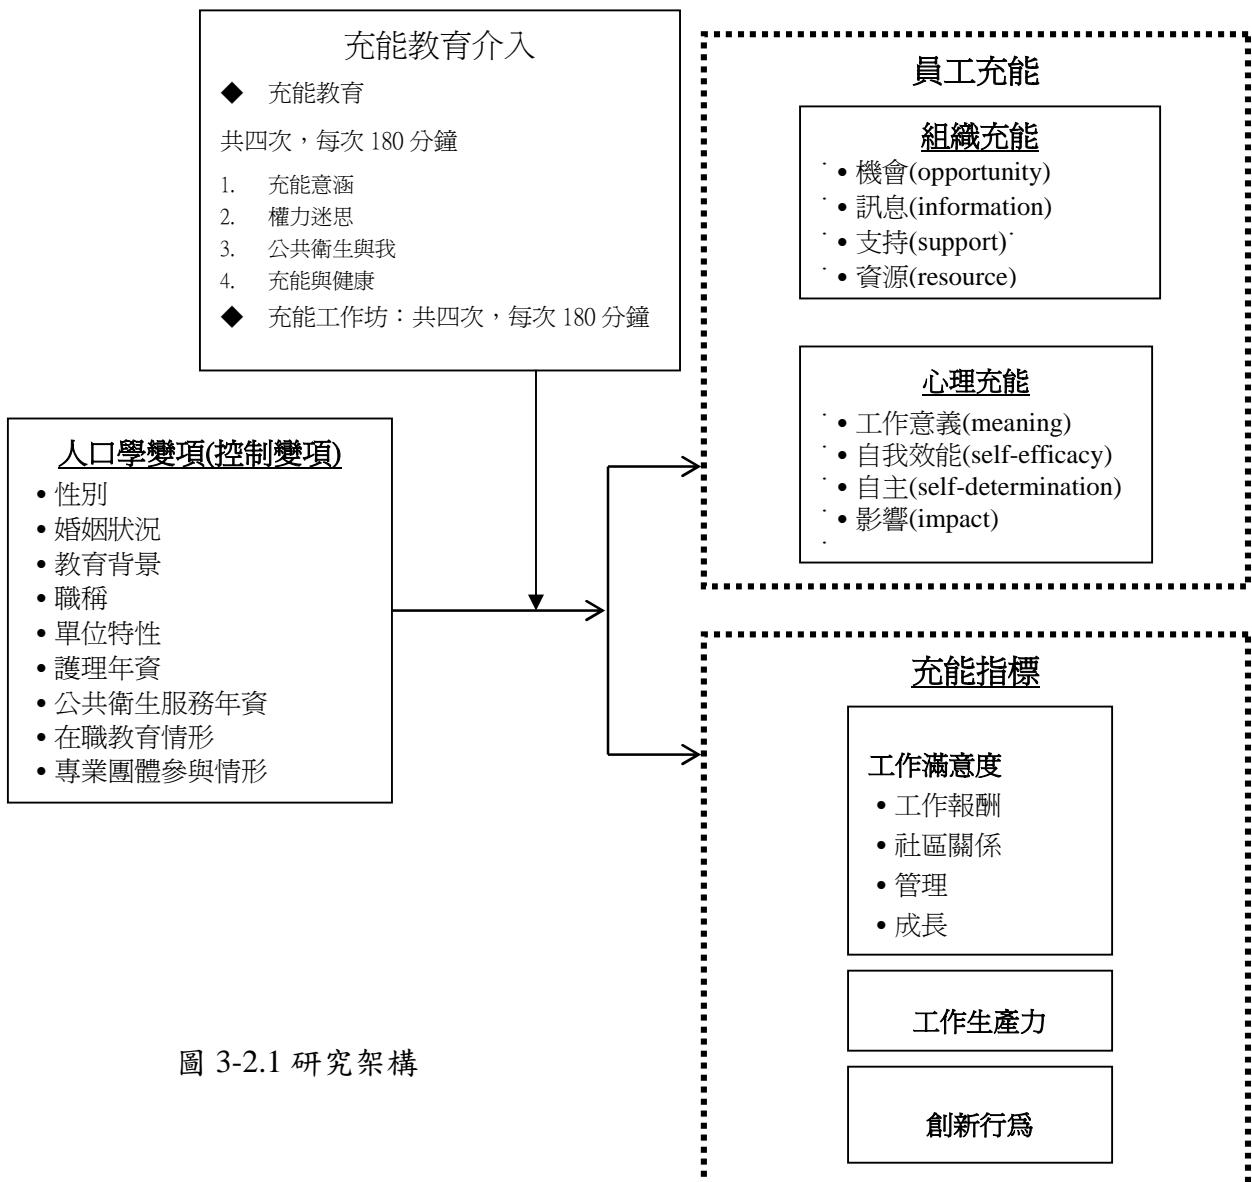 充能教育介入
◆ 充能教育
共四次，每次 180 分鐘
1. 充能意涵
2. 權力迷思
3. 公共衛生與我
4. 充能與健康
◆ 充能工作坊：共四次，每次 180 分鐘
人口學變項(控制變項)
• 性別
• 婚姻狀況
• 教育背景
• 職稱
• 單位特性
• 護理年資
• 公共衛生服務年資
• 在職教育情形
• 專業團體參與情形
員工充能
組織充能
• 機會(opportunity)
• 訊息(information)
• 支持(support)
• 資源(resource)
心理充能
• 工作意義(meaning)
• 自我效能(self-efficacy)
• 自主(self-determination)
• 影響(impact)
充能指標
工作滿意度
• 工作報酬
• 社區關係
• 管理
• 成長
工作生產力
創新行為
圖 3-2.1 研究架構